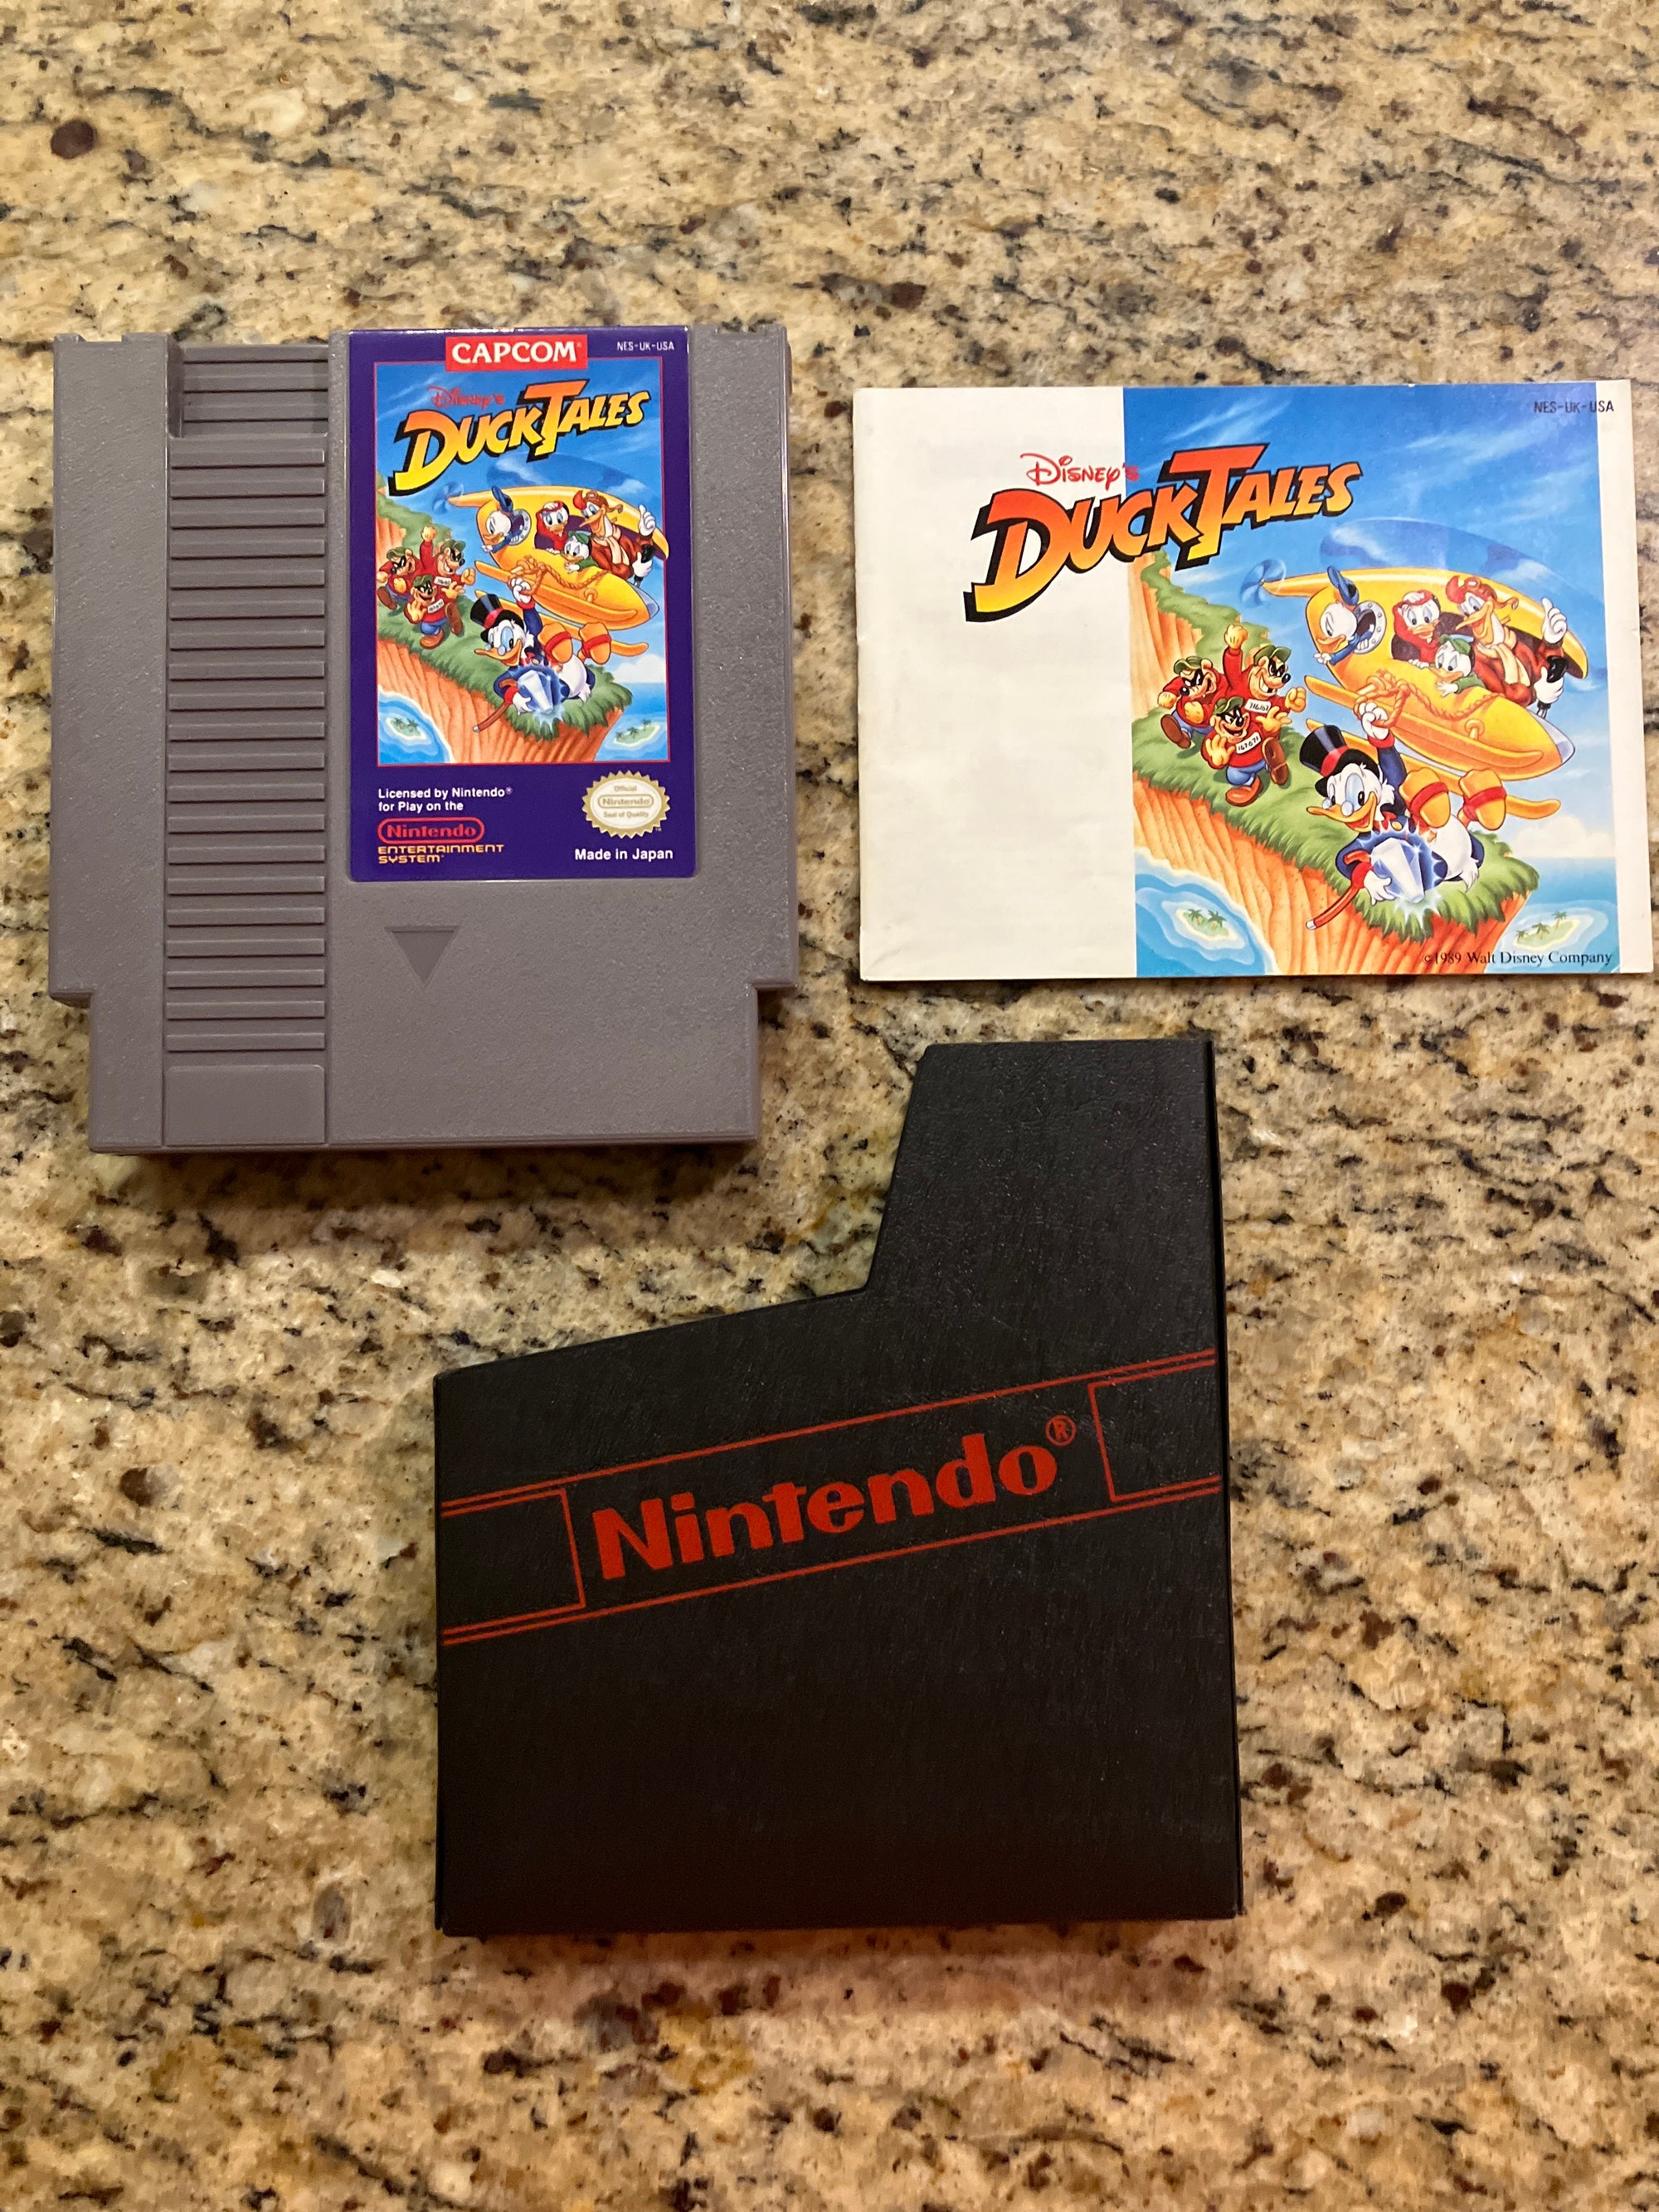 CAPCOM
NES-UK-USA
Disney's
DUCKTALES
Licensed by Nintendo®
for Play on the
Nintendo
ENTERTAINMENT
SYSTEM
Official
Nintendo
Seal of Quality
Made in Japan
NES-UK-USA
Disney's
DUCKTALES
©1989 Walt Disney Company
Nintendo®